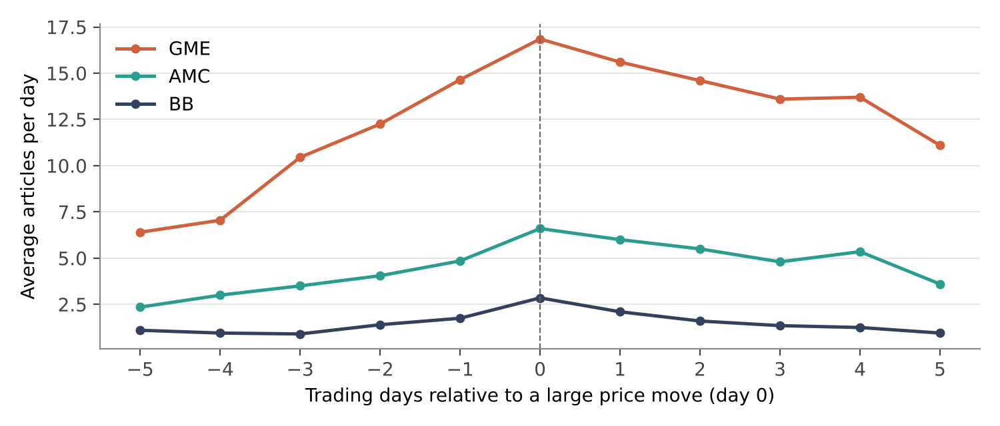 17.5
15.0
12.5
10.0
7.5
5.0
2.5
Average articles per day
GME
AMC
BB
−5 −4 −3 −2 −1 0 1 2 3 4 5
Trading days relative to a large price move (day 0)